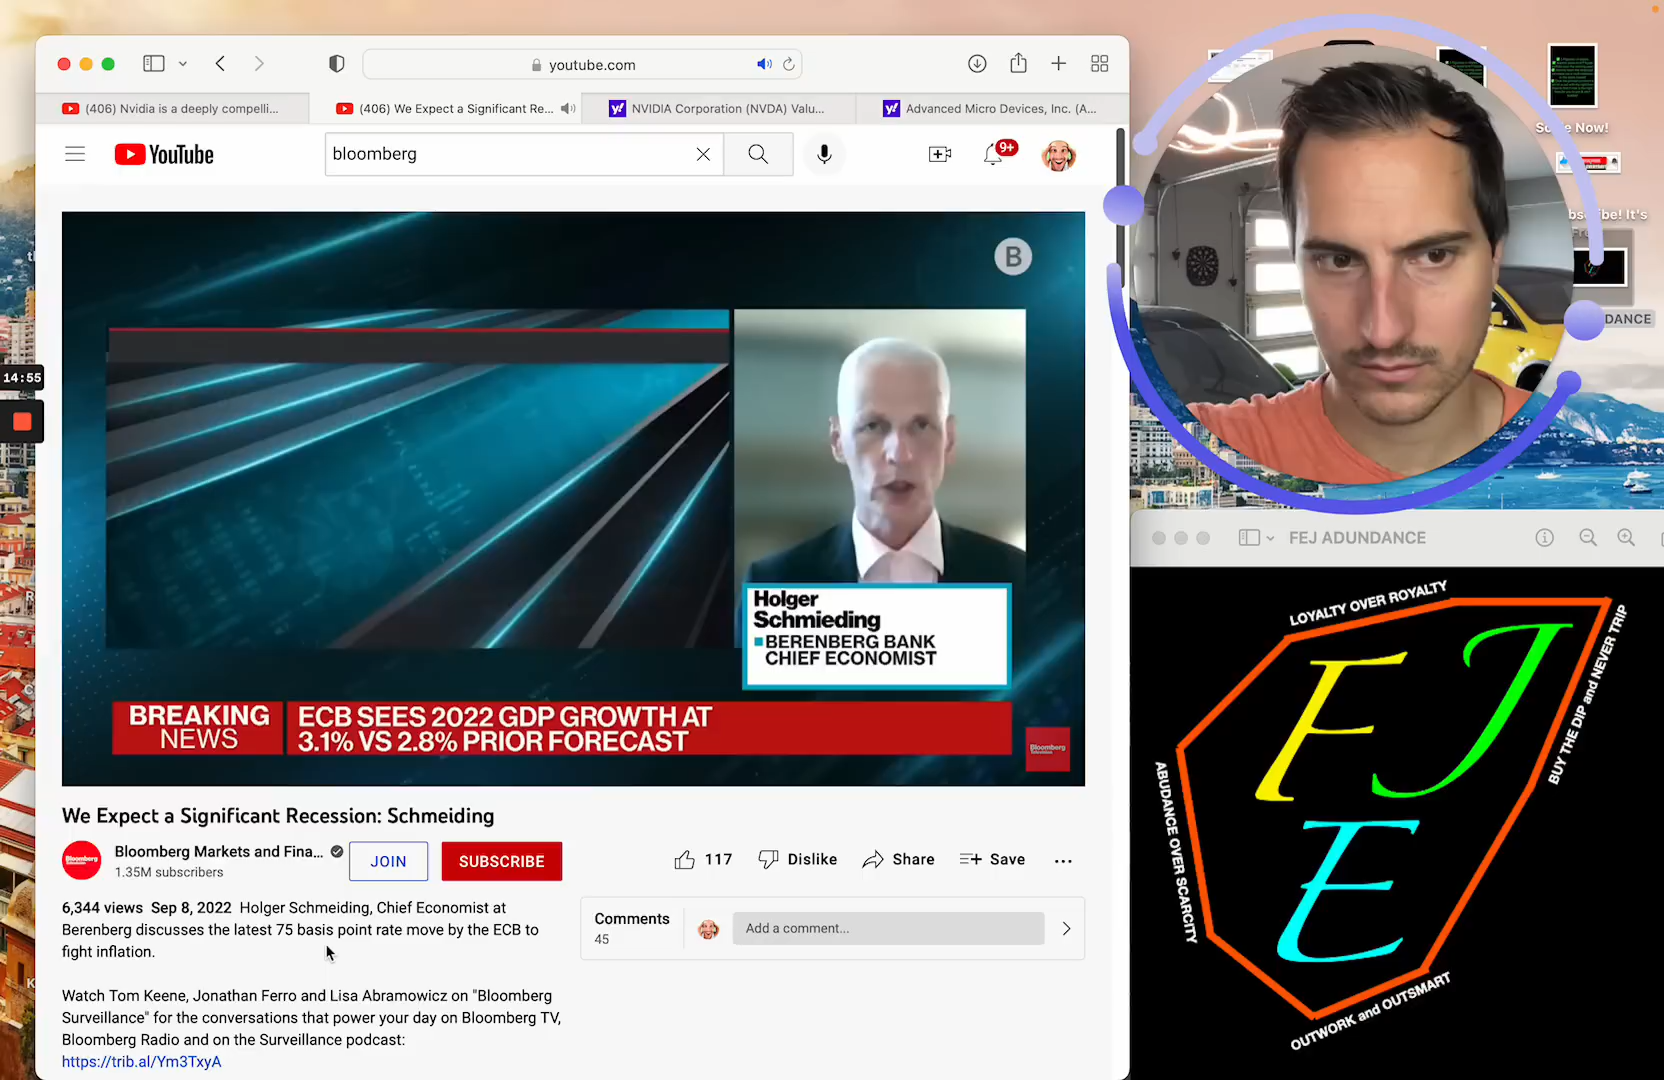 youtube.com
(406) Nvidia is a deeply compelli...
(406) We Expect a Significant Re...
NVIDIA Corporation (NVDA) Valu...
Advanced Micro Devices, Inc. (A...
YouTube
bloomberg
9+
B
Holger
Schmieding
BERENBERG BANK
CHIEF ECONOMIST
BREAKING
NEWS
ECB SEES 2022 GDP GROWTH AT
3.1% VS 2.8% PRIOR FORECAST
Bloomberg
14:55
We Expect a Significant Recession: Schmeiding
Bloomberg Markets and Fina...
1.35M subscribers
JOIN
SUBSCRIBE
117
Dislike
Share
Save
6,344 views Sep 8, 2022 Holger Schmeiding, Chief Economist at
Berenberg discusses the latest 75 basis point rate move by the ECB to
fight inflation.
Watch Tom Keene, Jonathan Ferro and Lisa Abramowicz on "Bloomberg
Surveillance" for the conversations that power your day on Bloomberg TV,
Bloomberg Radio and on the Surveillance podcast:
https://trib.al/Ym3TxyA
Comments
45
Add a comment...
Now!
It's
DANCE
FEJ ADUNDANCE
LOYALTY OVER ROYALTY
BUY THE DIP and NEVER TRIP
ABUDANCE OVER SCARCITY
OUTWORK and OUTSMART
F J
E